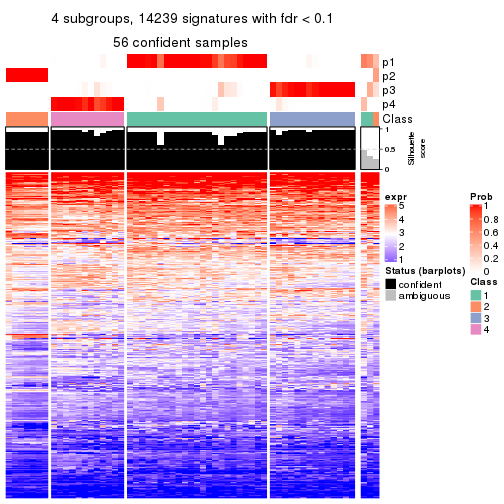 4 subgroups, 14239 signatures with fdr < 0.1
56 confident samples
p1
p2
p3
p4
Class
1
0.5
0
Silhouette
score
expr
5
4
3
2
1
Status (barplots)
confident
ambiguous
Prob
1
0.8
0.6
0.4
0.2
0
Class
1
2
3
4